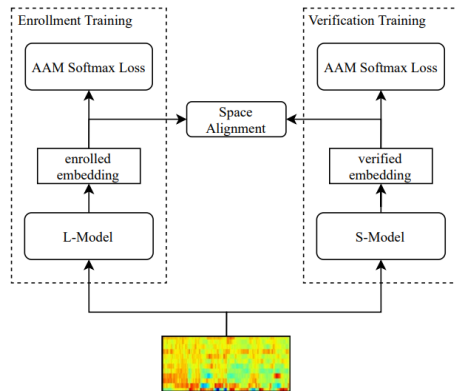 Enrollment Training
Verification Training
AAM Softmax Loss
AAM Softmax Loss
Space
Alignment
enrolled
embedding
verified
embedding
L-Model
S-Model